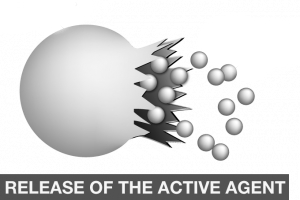 RELEASE OF THE ACTIVE AGENT